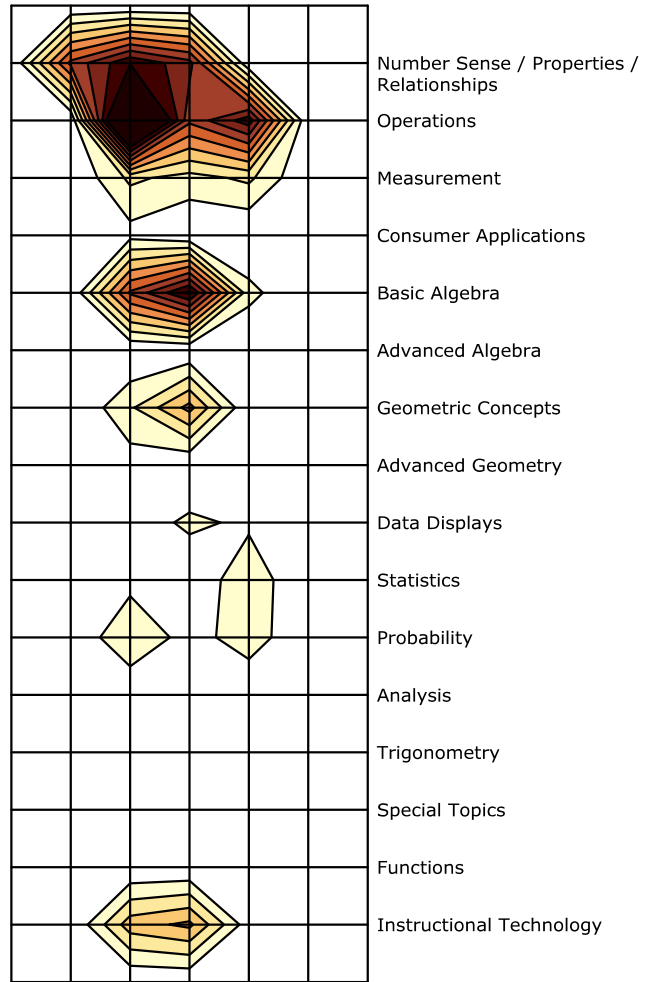 Number Sense / Properties /
Relationships
Operations
Measurement
Consumer Applications
Basic Algebra
Advanced Algebra
Geometric Concepts
Advanced Geometry
Data Displays
Statistics
Probability
Analysis
Trigonometry
Special Topics
Functions
Instructional Technology